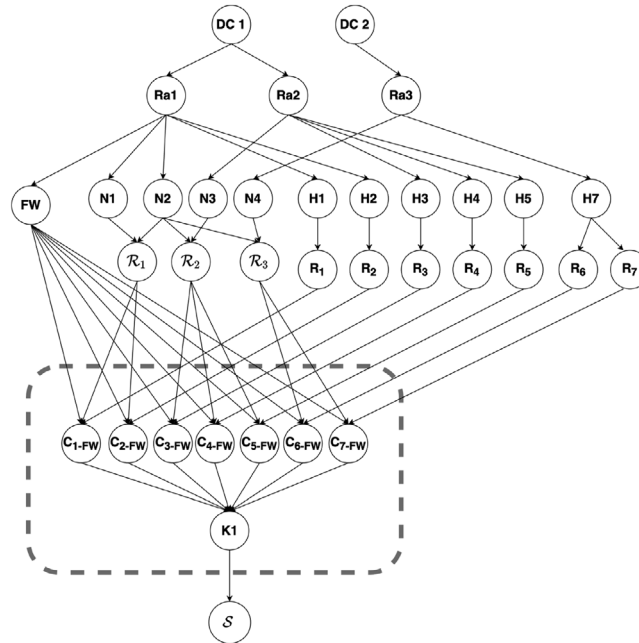 DC 1 DC 2
Ra1 Ra2 Ra3
FW N1 N2 N3 N4 H1 H2 H3 H4 H5 H7
ℛ₁ ℛ₂ ℛ₃ R₁ R₂ R₃ R₄ R₅ R₆ R₇
C₁₋FW C₂₋FW C₃₋FW C₄₋FW C₅₋FW C₆₋FW C₇₋FW
K1
𝒮